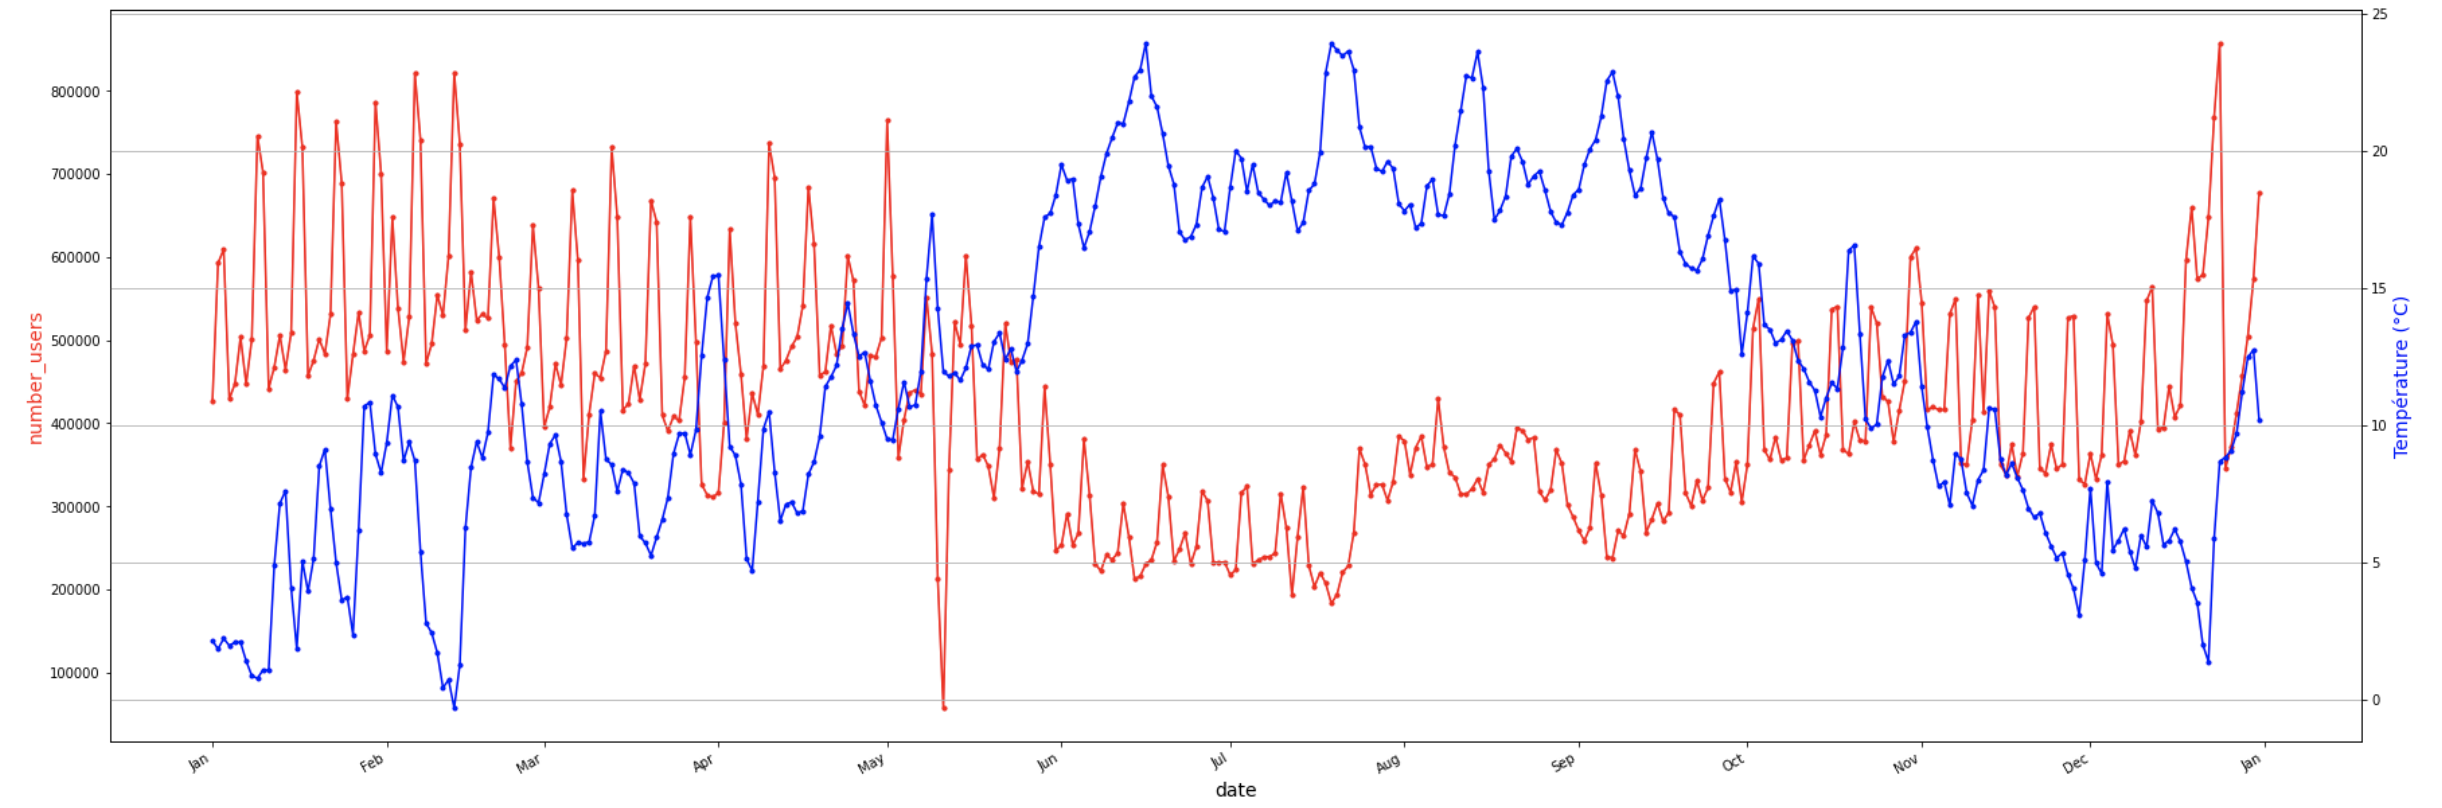 number_users
800000
700000
600000
500000
400000
300000
200000
100000
25
20
15
10
5
0
Température (°C)
Jan
Feb
Mar
Apr
May
Jun
Jul
Aug
Sep
Oct
Nov
Dec
Jan
date